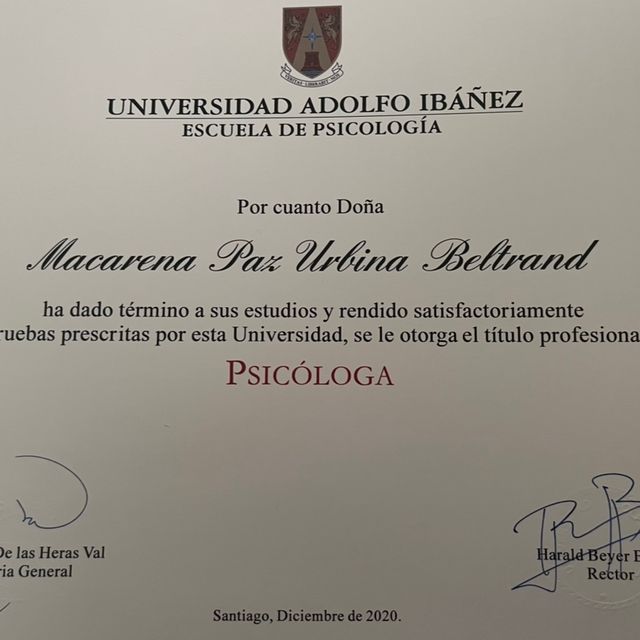 UNIVERSIDAD ADOLFO IBÁÑEZ
ESCUELA DE PSICOLOGÍA
Por cuanto Doña
Macarena Paz Urbina Beltrand
ha dado término a sus estudios y rendido satisfactoriamente
ruebas prescritas por esta Universidad, se le otorga el título profesiona
PSICÓLOGA
De las Heras Val
ria General
Harald Beyer B
Rector
Santiago, Diciembre de 2020.